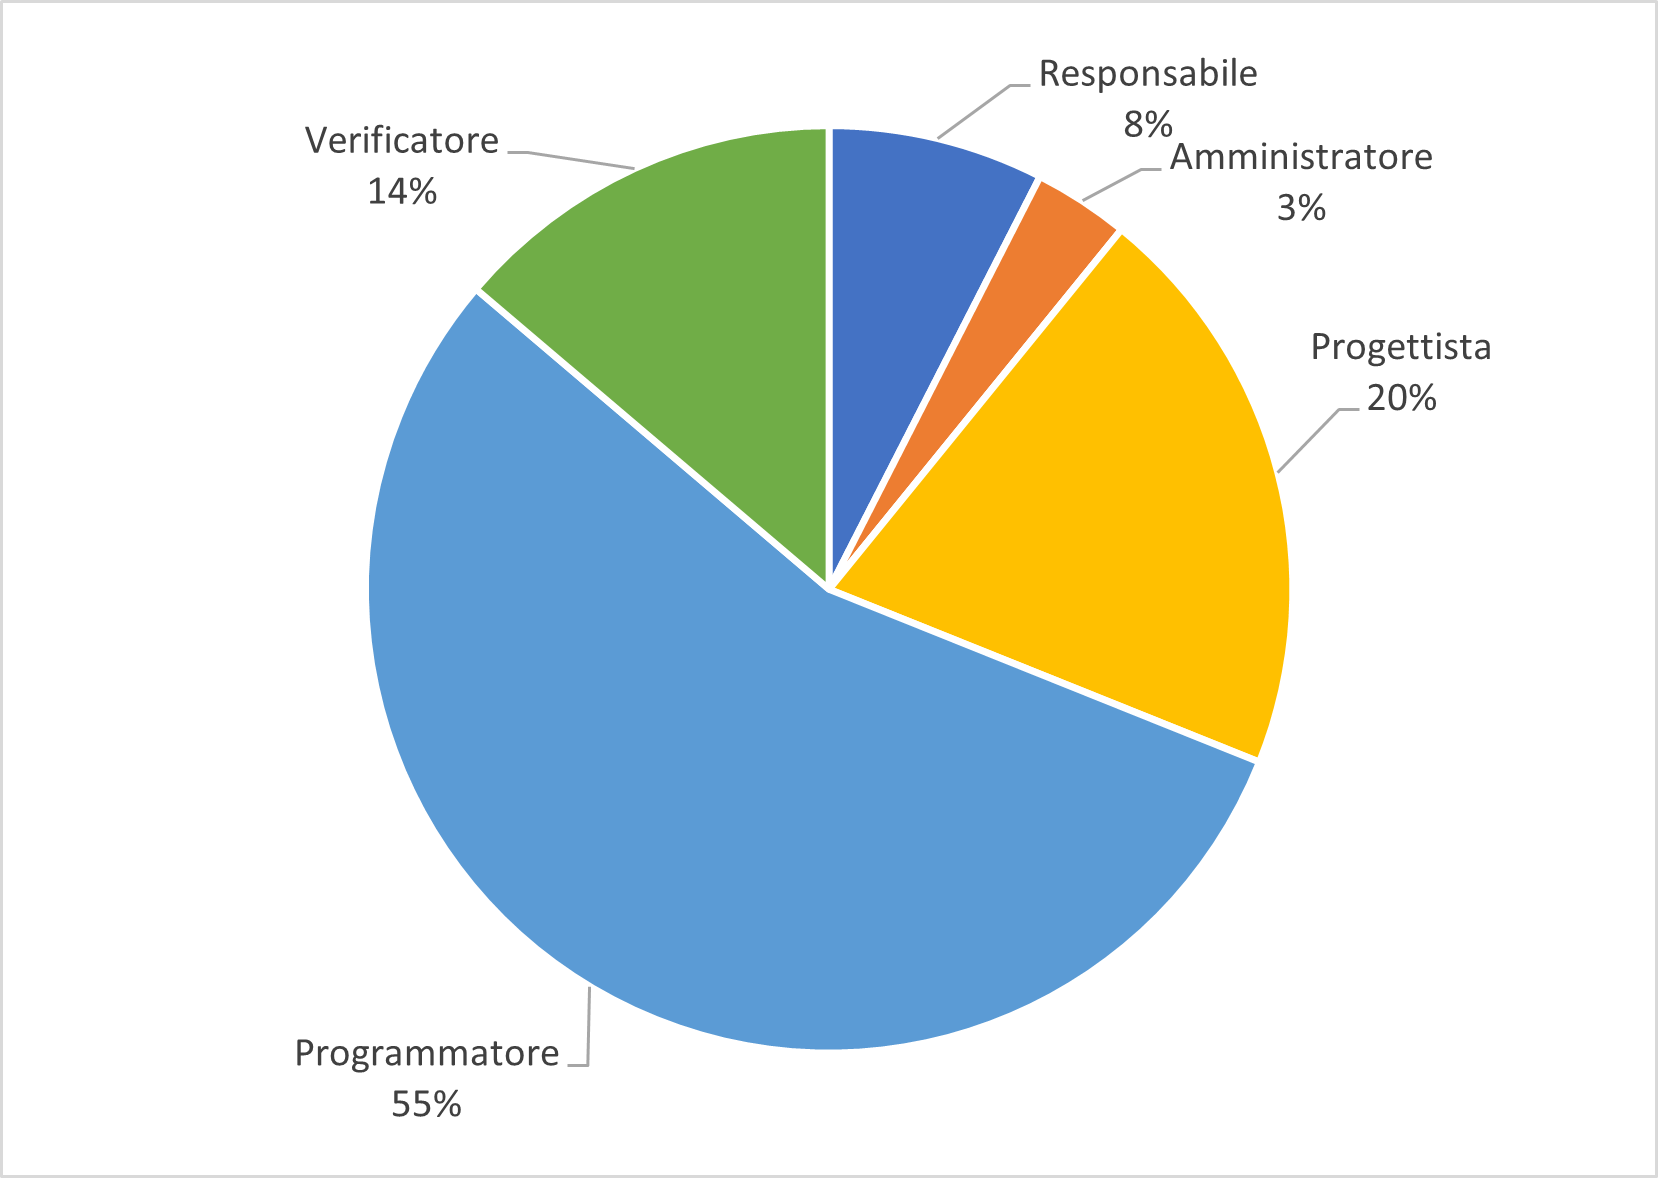 Responsabile
8%
Amministratore
3%
Verificatore
14%
Progettista
20%
Programmatore
55%